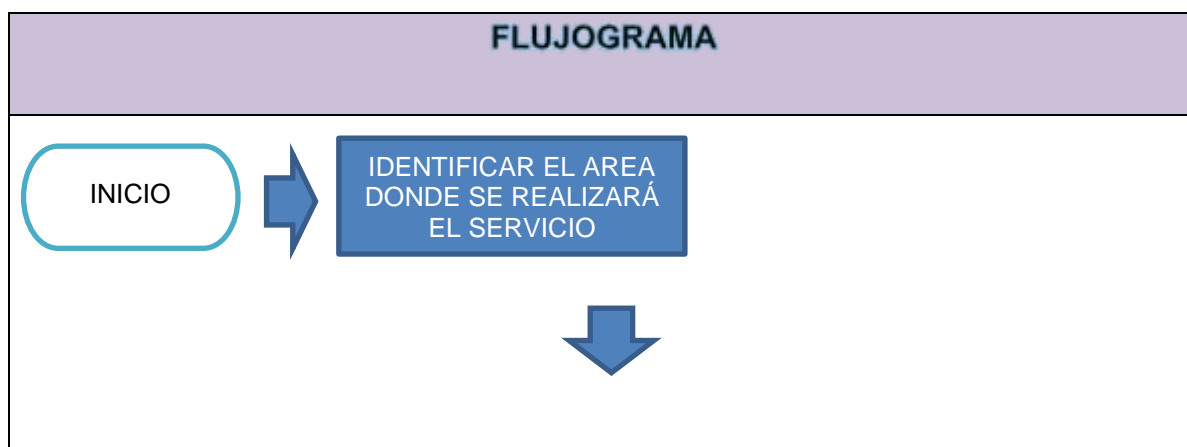 FLUJOGRAMA
INICIO
IDENTIFICAR EL AREA
DONDE SE REALIZARÁ
EL SERVICIO